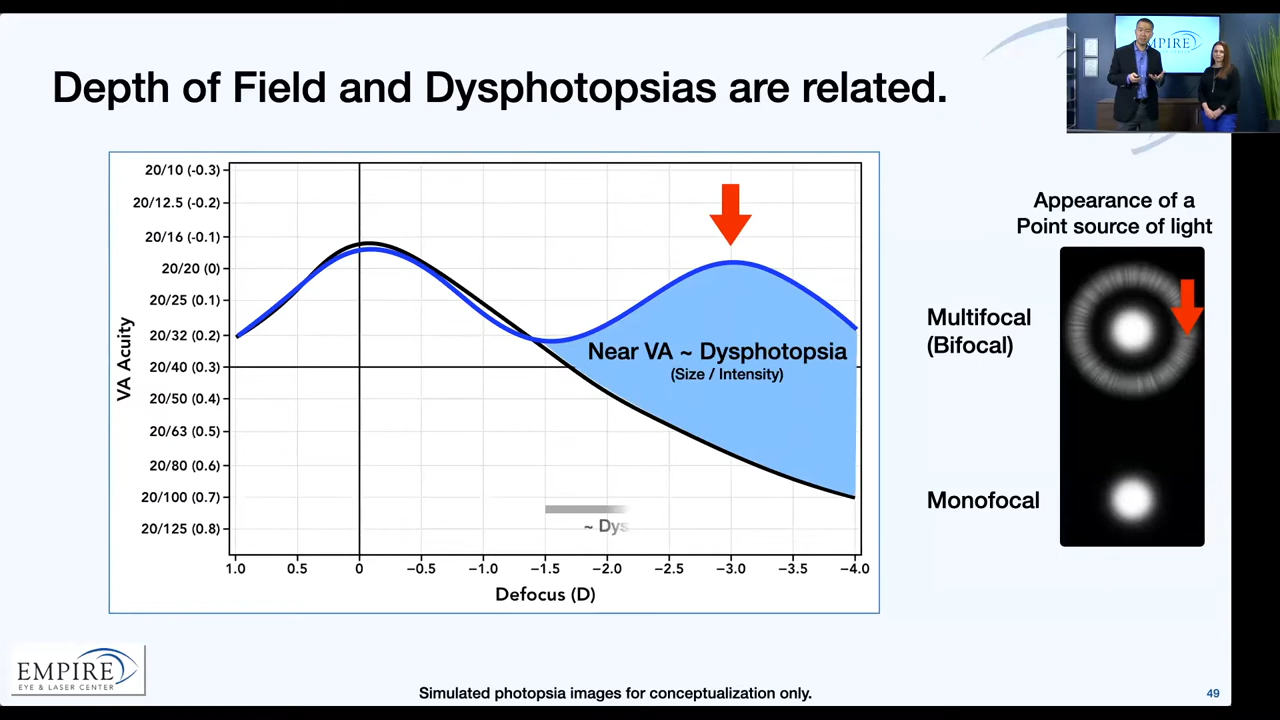 EMPIRE
Depth of Field and Dysphotopsias are related.
VA Acuity
20/10 (-0.3)
20/12.5 (-0.2)
20/16 (-0.1)
20/20 (0)
20/25 (0.1)
20/32 (0.2)
20/40 (0.3)
20/50 (0.4)
20/63 (0.5)
20/80 (0.6)
20/100 (0.7)
20/125 (0.8)
Near VA ~ Dysphotopsia
(Size / Intensity)
~ Dys
1.0 0.5 0 −0.5 −1.0 −1.5 −2.0 −2.5 −3.0 −3.5 −4.0
Defocus (D)
Appearance of a
Point source of light
Multifocal
(Bifocal)
Monofocal
EMPIRE
EYE & LASER CENTER
Simulated photopsia images for conceptualization only.
49